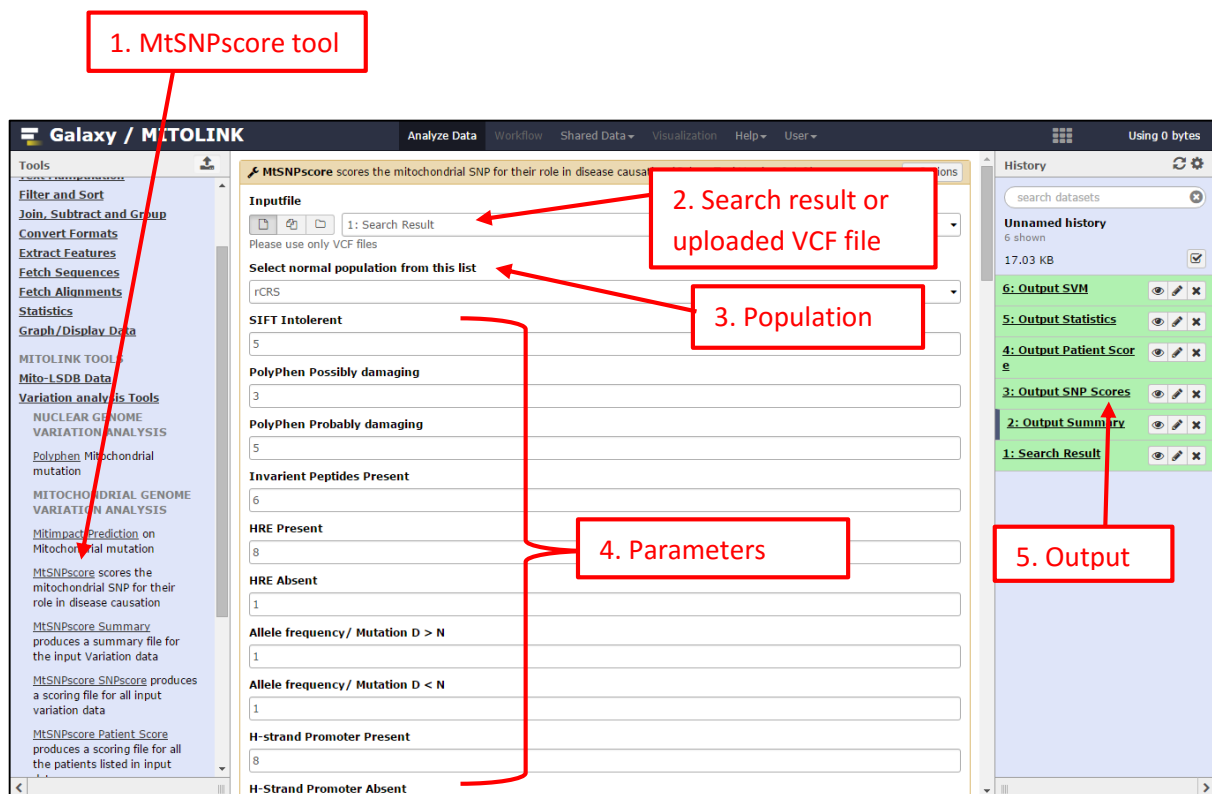 1. MtSNPscore tool
Galaxy / MITOLINK
Analyze Data Workflow Shared Data Visualization Help User
Using 0 bytes
Tools
Text Manipulation
Filter and Sort
Join, Subtract and Group
Convert Formats
Extract Features
Fetch Sequences
Fetch Alignments
Statistics
Graph/Display Data
MITOLINK TOOLS
Mito-LSDB Data
Variation analysis Tools
NUCLEAR GENOME
VARIATION ANALYSIS
Polyphen Mitochondrial
mutation
MITOCHONDRIAL GENOME
VARIATION ANALYSIS
Mitimpact Prediction on
Mitochondrial mutation
MtSNPscore scores the
mitochondrial SNP for their
role in disease causation
MtSNPscore Summary
produces a summary file for
the input Variation data
MtSNPscore SNPscore produces
a scoring file for all input
variation data
MtSNPscore Patient Score
produces a scoring file for all
the patients listed in input
MtSNPscore scores the mitochondrial SNP for their role in disease
Inputfile
1: Search Result
Please use only VCF files
Select normal population from this list
rCRS
SIFT Intolerent
5
PolyPhen Possibly damaging
3
PolyPhen Probably damaging
5
Invarient Peptides Present
6
HRE Present
8
HRE Absent
1
Allele frequency/ Mutation D > N
1
Allele frequency/ Mutation D < N
1
H-strand Promoter Present
8
H-Strand Promoter Absent
2. Search result or
uploaded VCF file
3. Population
4. Parameters
History
search datasets
Unnamed history
6 shown
17.03 KB
6: Output SVM
5: Output Statistics
4: Output Patient Scor
e
3: Output SNP Scores
2: Output Summary
1: Search Result
5. Output